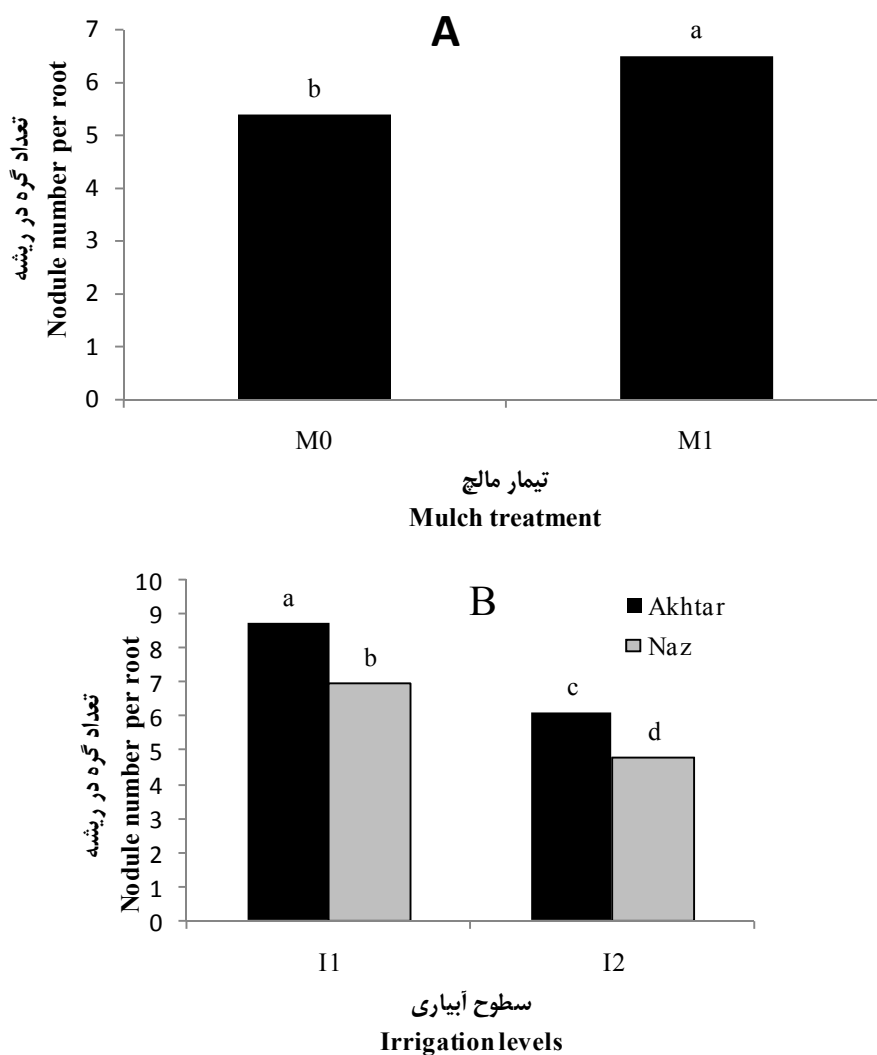 A
7
6
5
4
3
2
1
0
b
a
تعداد گره در ریشه
Nodule number per root
M0
M1
تیمار مالچ
Mulch treatment
B
10
9
8
7
6
5
4
3
2
1
0
a
b
c
d
Akhtar
Naz
تعداد گره در ریشه
Nodule number per root
I1
I2
سطوح آبیاری
Irrigation levels